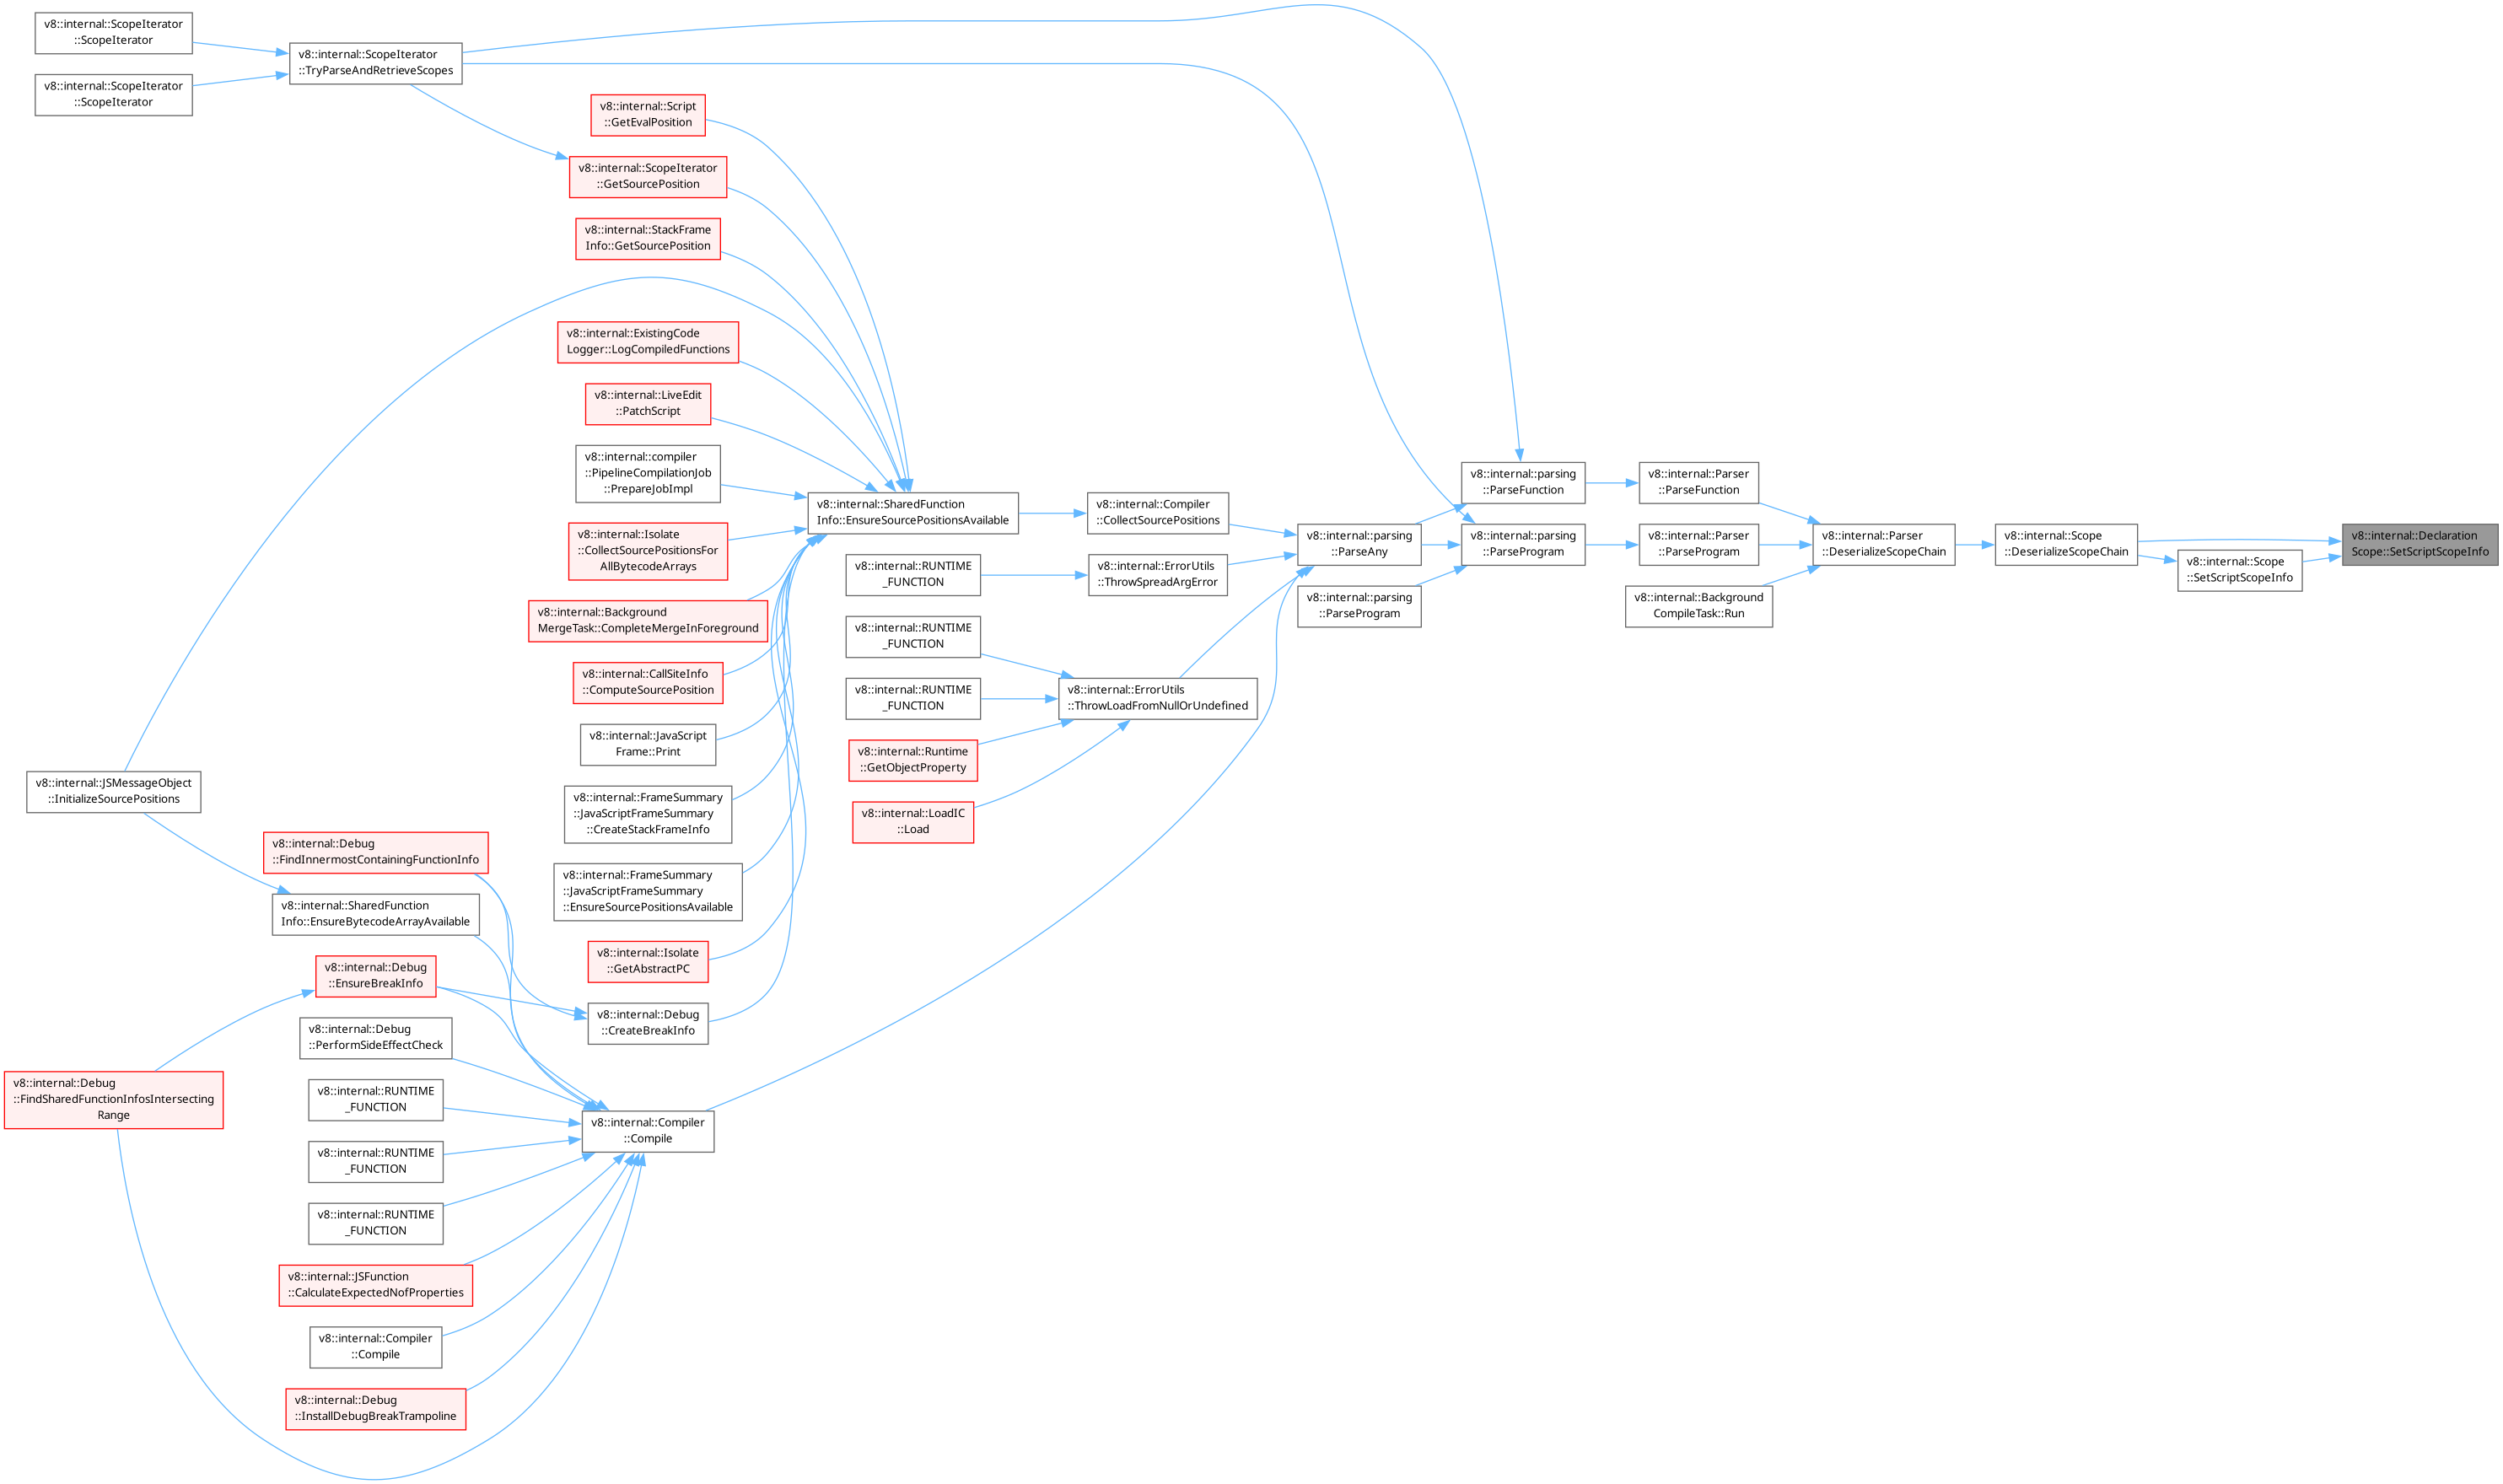 v8::internal::ScopeIterator
::ScopeIterator
v8::internal::ScopeIterator
::ScopeIterator
v8::internal::ScopeIterator
::TryParseAndRetrieveScopes
v8::internal::JSMessageObject
::InitializeSourcePositions
v8::internal::Debug
::FindSharedFunctionInfosIntersecting
Range
v8::internal::Debug
::FindInnermostContainingFunctionInfo
v8::internal::SharedFunction
Info::EnsureBytecodeArrayAvailable
v8::internal::Debug
::EnsureBreakInfo
v8::internal::Debug
::PerformSideEffectCheck
v8::internal::RUNTIME
_FUNCTION
v8::internal::RUNTIME
_FUNCTION
v8::internal::RUNTIME
_FUNCTION
v8::internal::JSFunction
::CalculateExpectedNofProperties
v8::internal::Compiler
::Compile
v8::internal::Debug
::InstallDebugBreakTrampoline
v8::internal::Script
::GetEvalPosition
v8::internal::ScopeIterator
::GetSourcePosition
v8::internal::StackFrame
Info::GetSourcePosition
v8::internal::ExistingCode
Logger::LogCompiledFunctions
v8::internal::LiveEdit
::PatchScript
v8::internal::compiler
::PipelineCompilationJob
::PrepareJobImpl
v8::internal::Isolate
::CollectSourcePositionsFor
AllBytecodeArrays
v8::internal::Background
MergeTask::CompleteMergeInForeground
v8::internal::CallSiteInfo
::ComputeSourcePosition
v8::internal::JavaScript
Frame::Print
v8::internal::FrameSummary
::JavaScriptFrameSummary
::CreateStackFrameInfo
v8::internal::FrameSummary
::JavaScriptFrameSummary
::EnsureSourcePositionsAvailable
v8::internal::Isolate
::GetAbstractPC
v8::internal::Debug
::CreateBreakInfo
v8::internal::Compiler
::Compile
v8::internal::SharedFunction
Info::EnsureSourcePositionsAvailable
v8::internal::RUNTIME
_FUNCTION
v8::internal::RUNTIME
_FUNCTION
v8::internal::RUNTIME
_FUNCTION
v8::internal::Runtime
::GetObjectProperty
v8::internal::LoadIC
::Load
v8::internal::Compiler
::CollectSourcePositions
v8::internal::ErrorUtils
::ThrowSpreadArgError
v8::internal::ErrorUtils
::ThrowLoadFromNullOrUndefined
v8::internal::parsing
::ParseAny
v8::internal::parsing
::ParseProgram
v8::internal::parsing
::ParseFunction
v8::internal::parsing
::ParseProgram
v8::internal::Parser
::ParseFunction
v8::internal::Parser
::ParseProgram
v8::internal::Background
CompileTask::Run
v8::internal::Parser
::DeserializeScopeChain
v8::internal::Scope
::DeserializeScopeChain
v8::internal::Scope
::SetScriptScopeInfo
v8::internal::Declaration
Scope::SetScriptScopeInfo